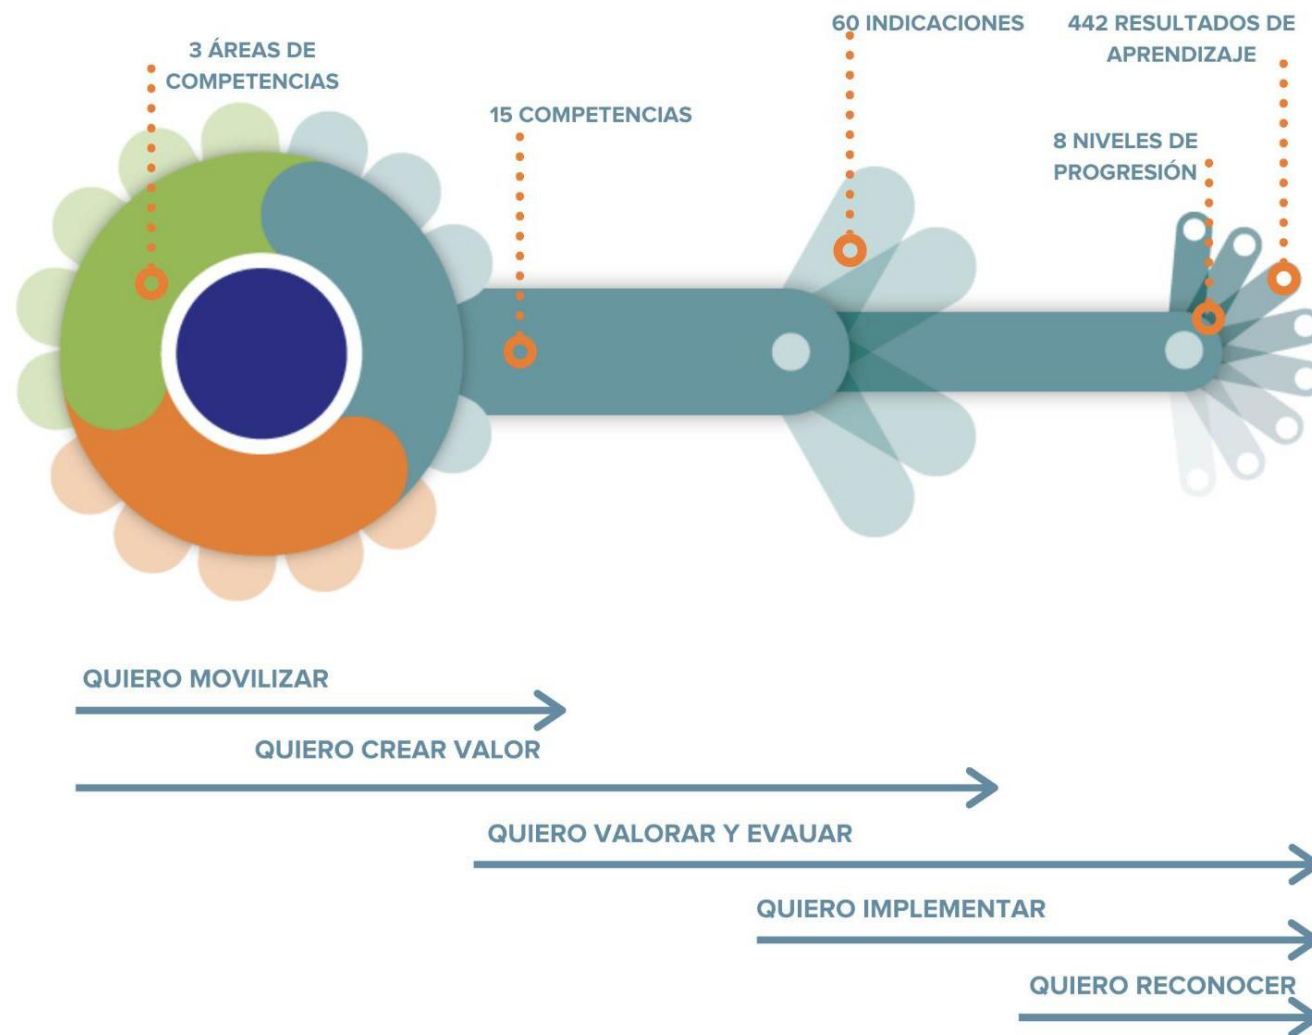 3 ÁREAS DE
COMPETENCIAS
15 COMPETENCIAS
60 INDICACIONES
442 RESULTADOS DE
APRENDIZAJE
8 NIVELES DE
PROGRESIÓN
QUIERO MOVILIZAR
QUIERO CREAR VALOR
QUIERO VALORAR Y EVAUAR
QUIERO IMPLEMENTAR
QUIERO RECONOCER